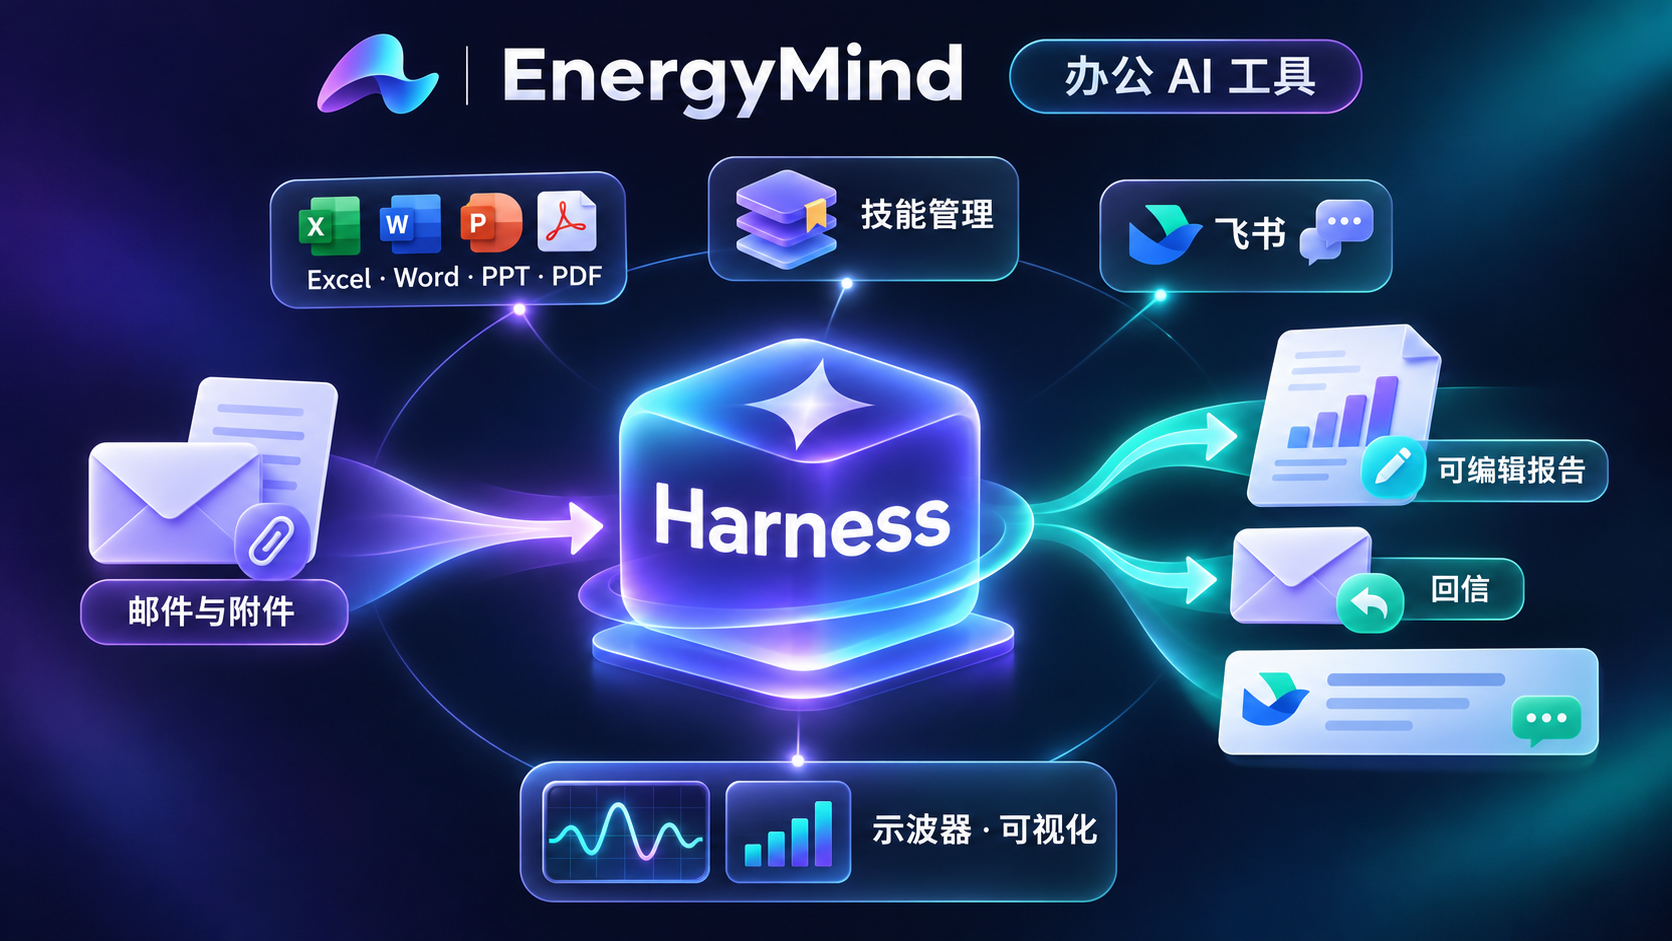 EnergyMind
办公 AI 工具
X
W
P
Excel · Word · PPT · PDF
技能管理
飞书
Harness
邮件与附件
可编辑报告
回信
示波器 · 可视化